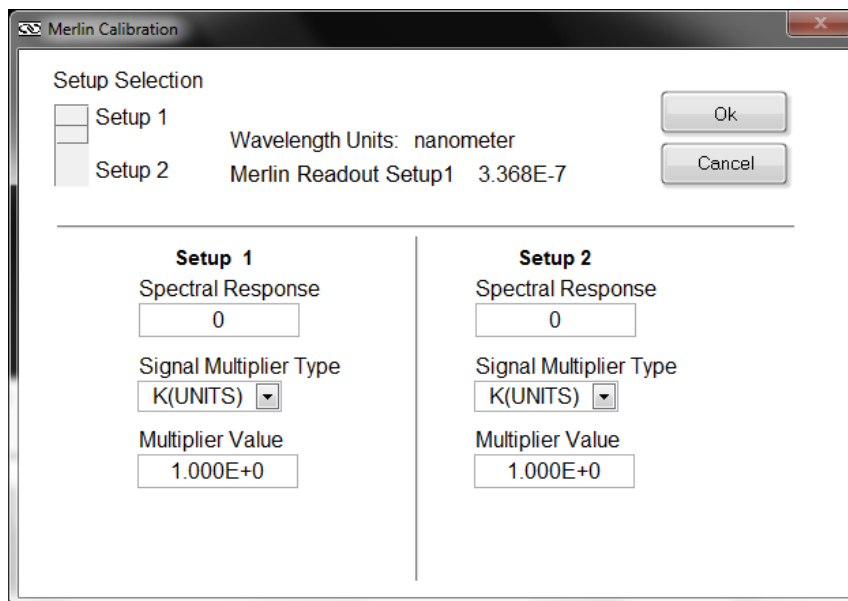 Merlin Calibration
Setup Selection
Setup 1
Setup 2
Wavelength Units: nanometer
Merlin Readout Setup1 3.368E-7
Ok
Cancel
Setup 1
Spectral Response
0
Signal Multiplier Type
K(UNITS)
Multiplier Value
1.000E+0
Setup 2
Spectral Response
0
Signal Multiplier Type
K(UNITS)
Multiplier Value
1.000E+0